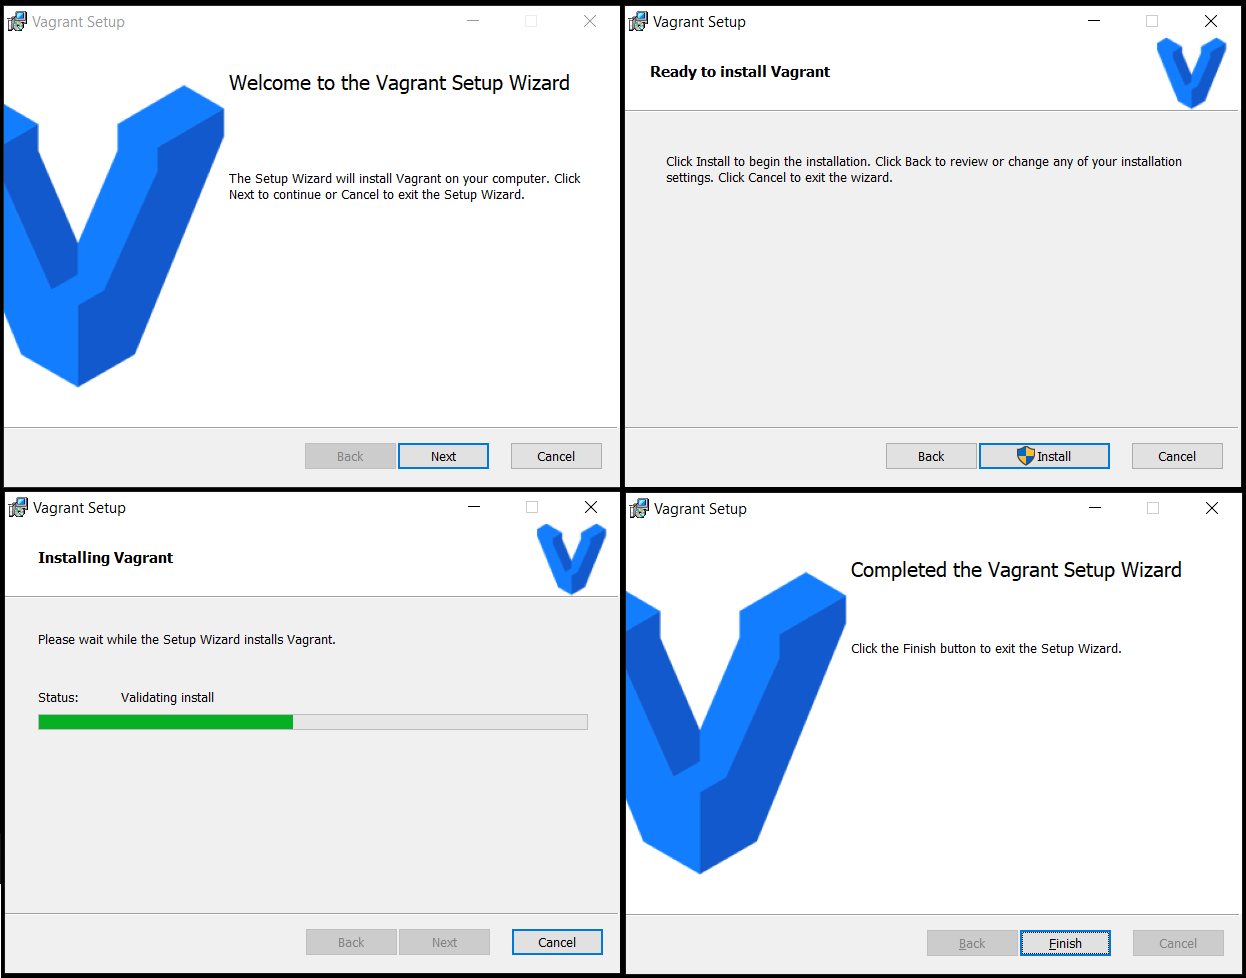 Vagrant Setup
Welcome to the Vagrant Setup Wizard
The Setup Wizard will install Vagrant on your computer. Click
Next to continue or Cancel to exit the Setup Wizard.
Back
Next
Cancel
Vagrant Setup
Ready to install Vagrant
Click Install to begin the installation. Click Back to review or change any of your installation
settings. Click Cancel to exit the wizard.
Back
Install
Cancel
Vagrant Setup
Installing Vagrant
Please wait while the Setup Wizard installs Vagrant.
Status: Validating install
Back
Next
Cancel
Vagrant Setup
Completed the Vagrant Setup Wizard
Click the Finish button to exit the Setup Wizard.
Back
Finish
Cancel